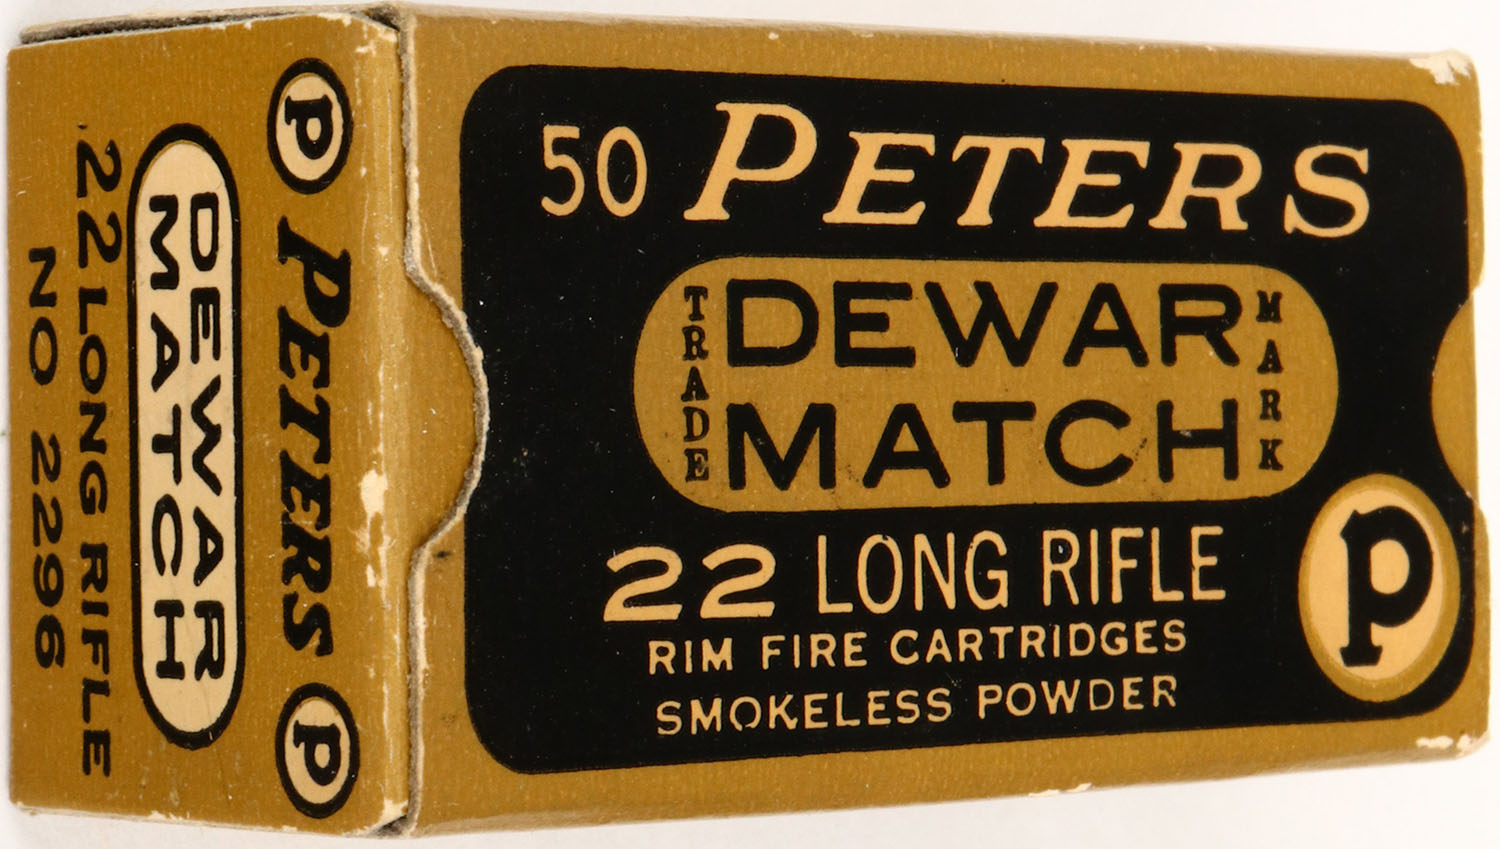 50 PETERS
TRADE DEWAR MARK
MATCH
22 LONG RIFLE
RIM FIRE CARTRIDGES
SMOKELESS POWDER
P
P PETERS P
DEWAR
MATCH
.22 LONG RIFLE
NO 2296